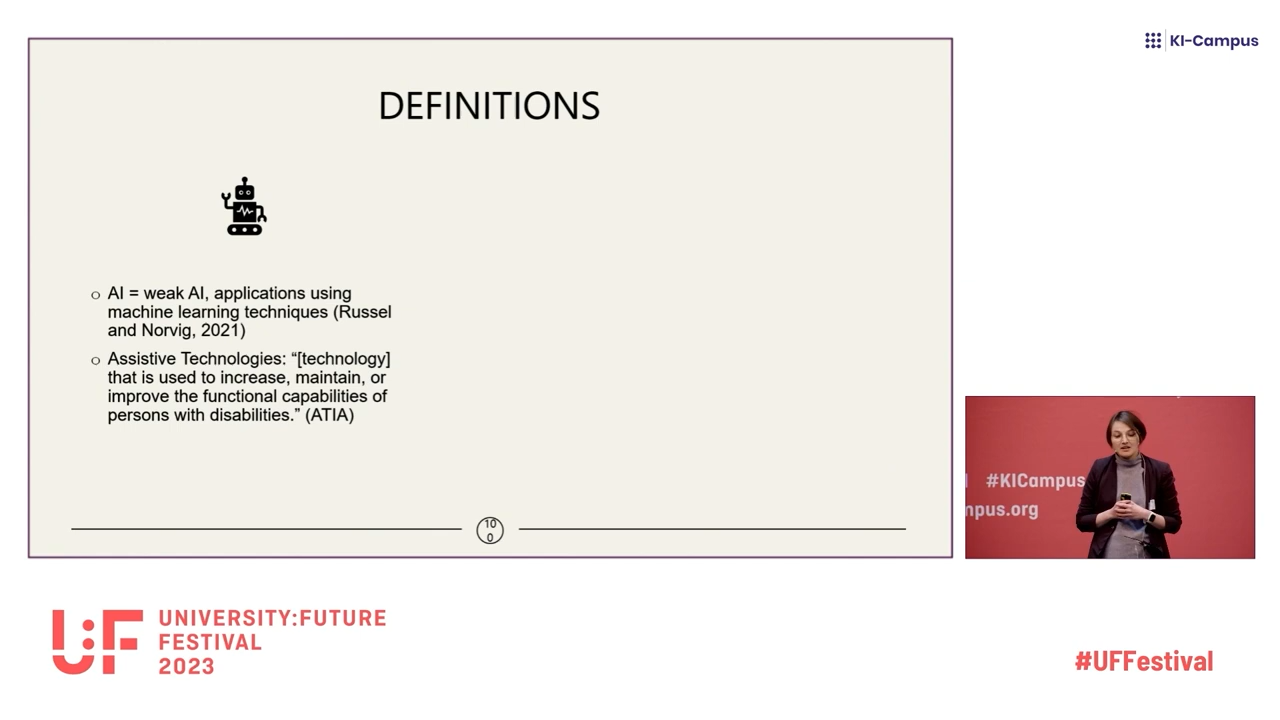 KI-Campus
DEFINITIONS
o AI = weak AI, applications using
machine learning techniques (Russel
and Norvig, 2021)
o Assistive Technologies: “[technology]
that is used to increase, maintain, or
improve the functional capabilities of
persons with disabilities.” (ATIA)
10
0
#KICampus
mpus.org
U:F
UNIVERSITY:FUTURE
FESTIVAL
2023
#UFFestival